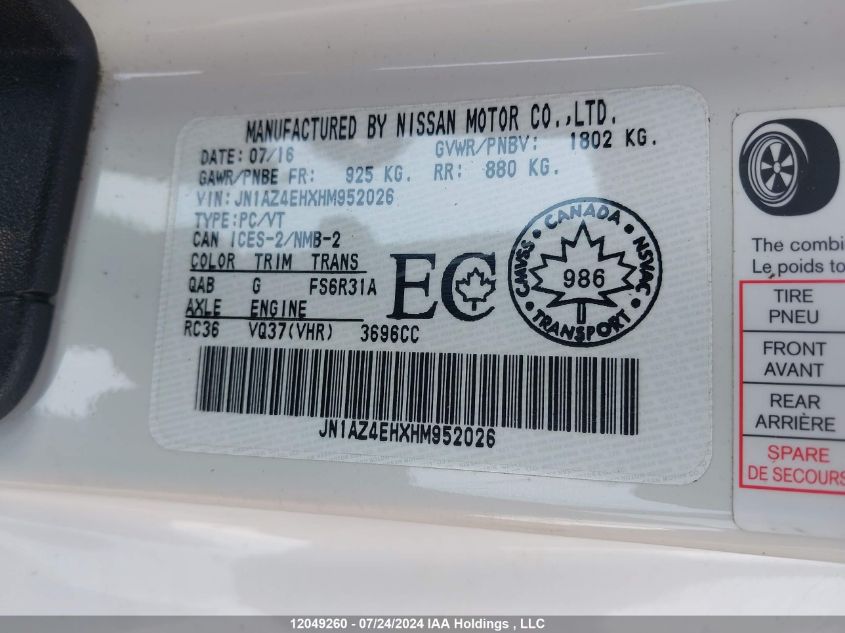 MANUFACTURED BY NISSAN MOTOR CO.,LTD.
DATE: 07/16 GVWR/PNBV: 1802 KG.
GAWR/PNBE FR: 925 KG. RR: 880 KG.
VIN: JN1AZ4EHXHM952026
TYPE:PC/VT
CAN ICES-2/NMB-2
COLOR TRIM TRANS
QAB G FS6R31A
AXLE ENGINE
RC36 VQ37(VHR) 3696CC
EC
CANADA
CMVSS 986 NSVAC
TRANSPORT
JN1AZ4EHXHM952026
The combi
Le poids to
TIRE
PNEU
FRONT
AVANT
REAR
ARRIÈRE
SPARE
DE SECOURS
12049260 - 07/24/2024 IAA Holdings , LLC